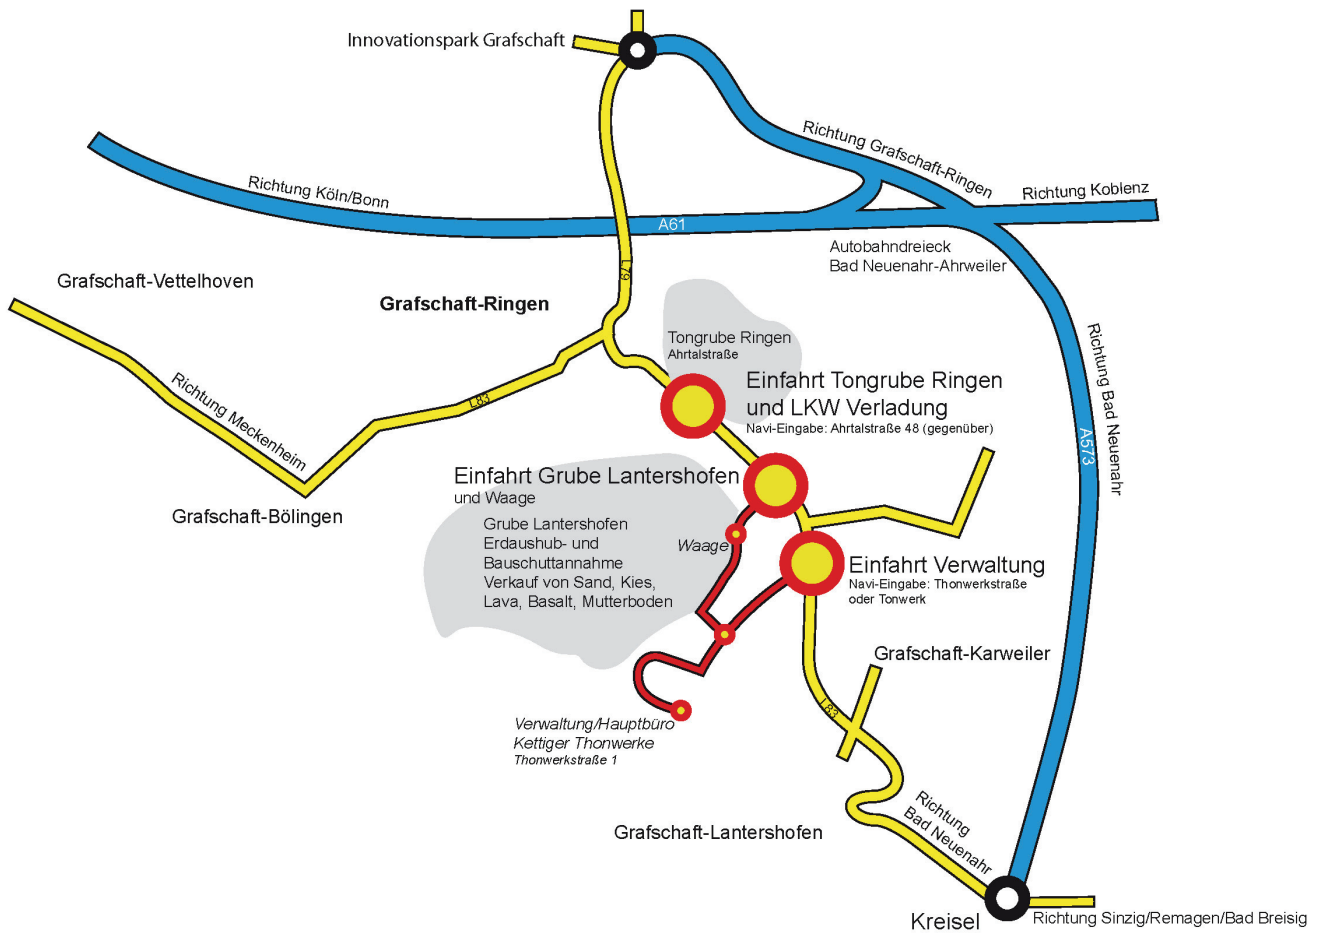 Innovationspark Grafschaft
Richtung Grafschaft-Ringen
Richtung Köln/Bonn
Richtung Koblenz
A61
Autobahndreieck
Bad Neuenahr-Ahrweiler
L79
Grafschaft-Vettelhoven
Grafschaft-Ringen
Tongrube Ringen
Ahrtalstraße
Richtung Bad Neuenahr
A573
Einfahrt Tongrube Ringen
und LKW Verladung
Navi-Eingabe: Ahrtalstraße 48 (gegenüber)
Richtung Meckenheim
L83
Grafschaft-Bölingen
Einfahrt Grube Lantershofen
und Waage
Grube Lantershofen
Erdaushub- und
Bauschuttannahme
Verkauf von Sand, Kies,
Lava, Basalt, Mutterboden
Waage
Einfahrt Verwaltung
Navi-Eingabe: Thonwerkstraße
oder Tonwerk
Grafschaft-Karweiler
L83
Verwaltung/Hauptbüro
Kettiger Thonwerke
Thonwerkstraße 1
Grafschaft-Lantershofen
Richtung
Bad Neuenahr
Kreisel
Richtung Sinzig/Remagen/Bad Breisig